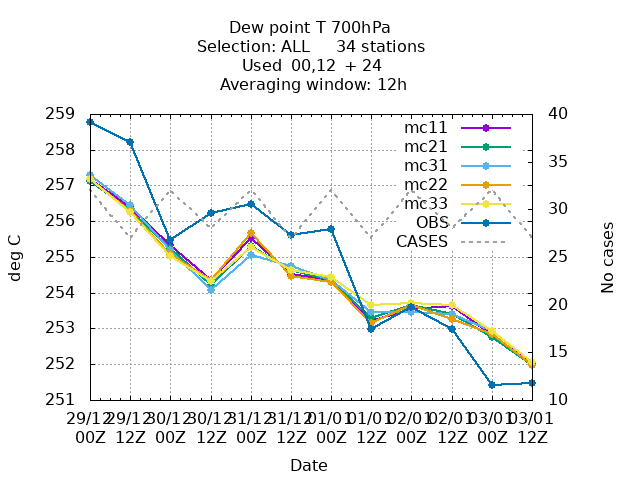 Dew point T 700hPa
Selection: ALL     34 stations
Used  00,12  + 24
Averaging window: 12h
259
258
257
256
255
254
253
252
251
40
35
30
25
20
15
10
deg C
No cases
mc11
mc21
mc31
mc22
mc33
OBS
CASES
29/12 29/12 30/12 30/12 31/12 31/12 01/01 01/01 02/01 02/01 03/01 03/01
00Z 12Z 00Z 12Z 00Z 12Z 00Z 12Z 00Z 12Z 00Z 12Z
Date